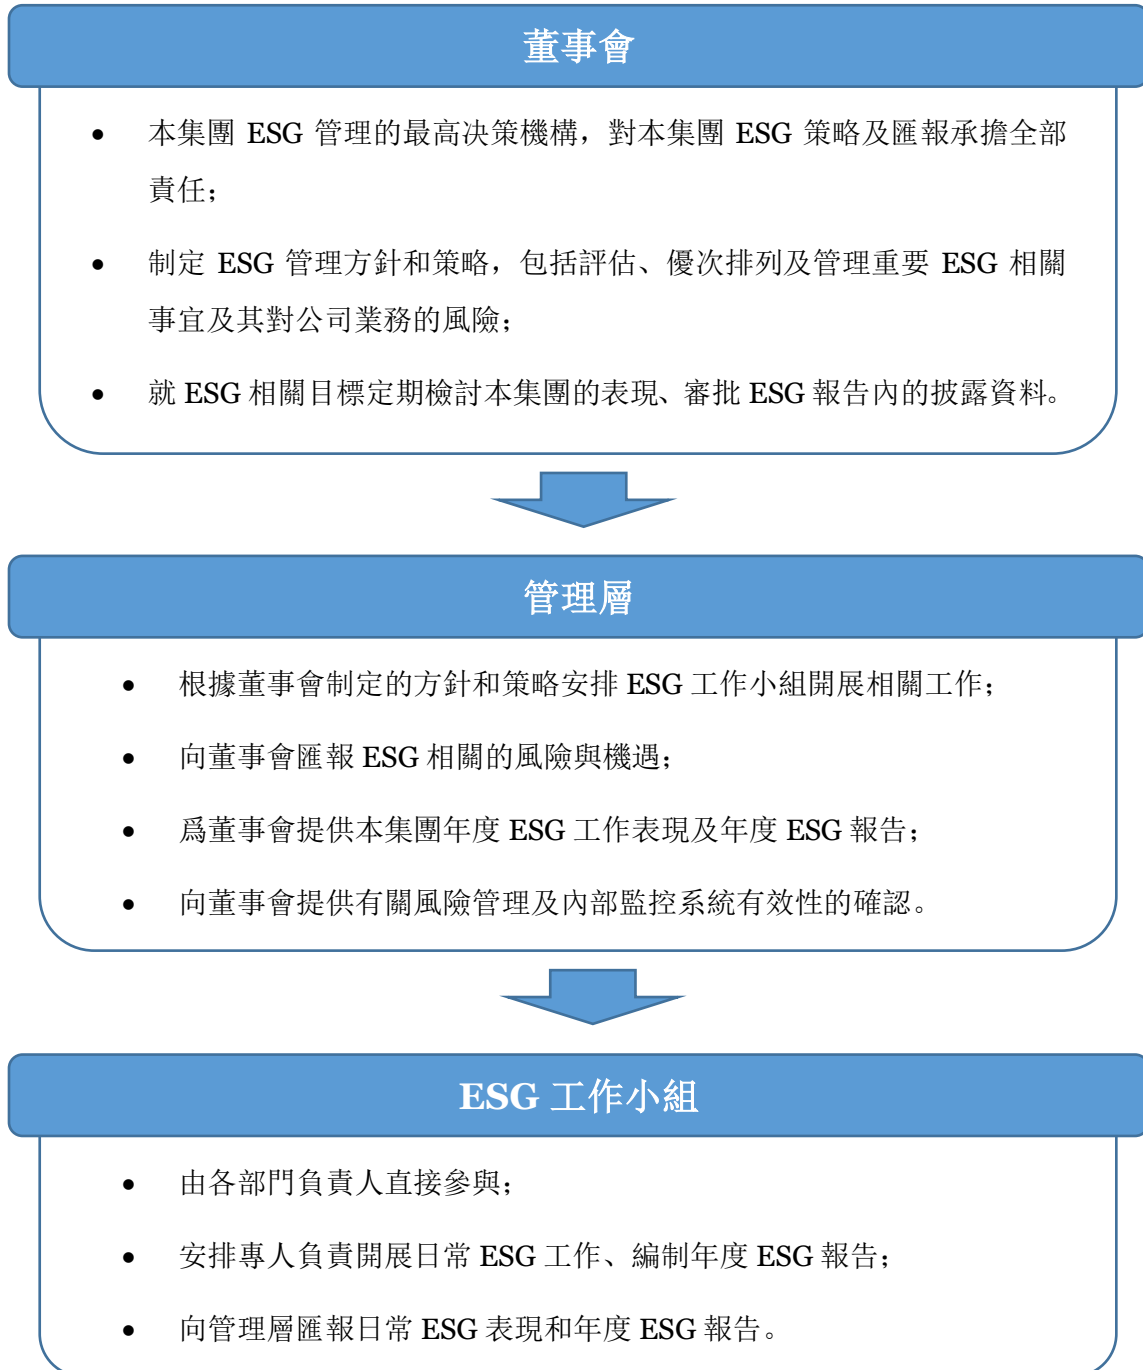 董事會
• 本集團 ESG 管理的最高决策機構，對本集團 ESG 策略及匯報承擔全部
責任；
• 制定 ESG 管理方針和策略，包括評估、優次排列及管理重要 ESG 相關
事宜及其對公司業務的風險；
• 就 ESG 相關目標定期檢討本集團的表現、審批 ESG 報告內的披露資料。
管理層
• 根據董事會制定的方針和策略安排 ESG 工作小組開展相關工作；
• 向董事會匯報 ESG 相關的風險與機遇；
• 爲董事會提供本集團年度 ESG 工作表現及年度 ESG 報告；
• 向董事會提供有關風險管理及內部監控系統有效性的確認。
ESG 工作小組
• 由各部門負責人直接參與；
• 安排專人負責開展日常 ESG 工作、編制年度 ESG 報告；
• 向管理層匯報日常 ESG 表現和年度 ESG 報告。